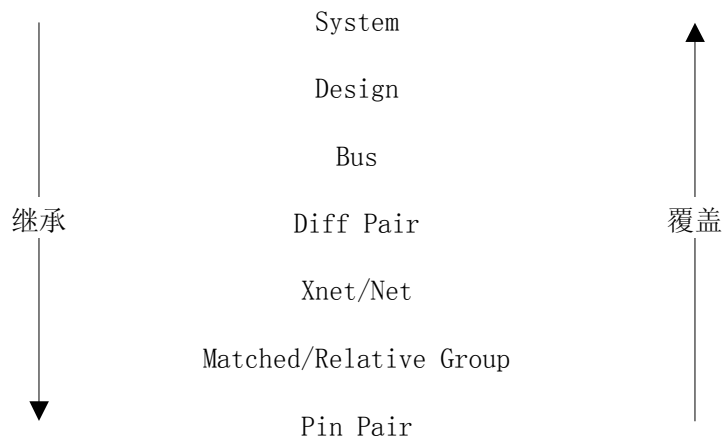 System
Design
Bus
继承 Diff Pair 覆盖
Xnet/Net
Matched/Relative Group
Pin Pair